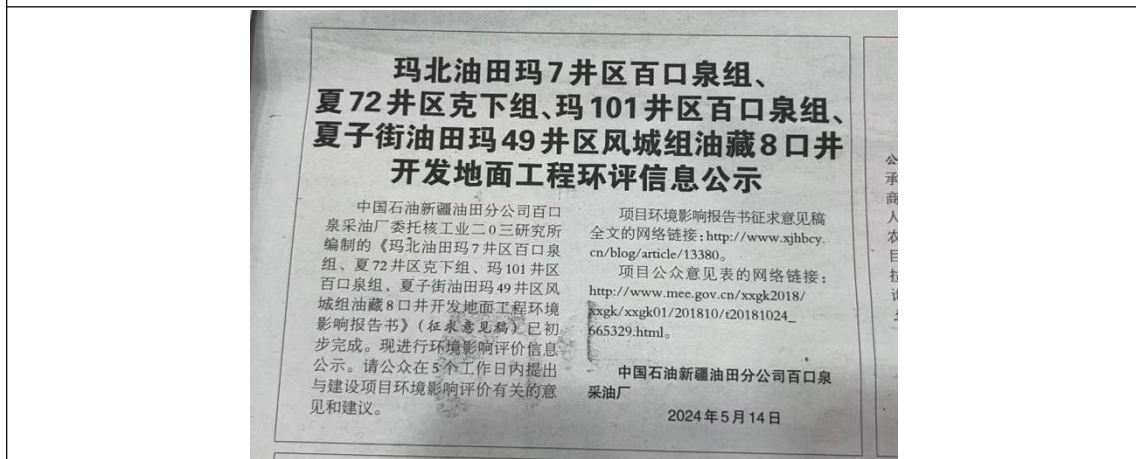 玛北油田玛7井区百口泉组、
夏72井区克下组、玛101井区百口泉组、
夏子街油田玛49井区风城组油藏8口井
开发地面工程环评信息公示
中国石油新疆油田分公司百口
泉采油厂委托核工业二0三研究所
编制的《玛北油田玛7井区百口泉
组、夏72井区克下组、玛101井区
百口泉组、夏子街油田玛49井区风
城组油藏8口井开发地面工程环境
影响报告书》(征求意见稿)已初
步完成。现进行环境影响评价信息
公示。请公众在5个工作日内提出
与建设项目环境影响评价有关的意
见和建议。
项目环境影响报告书征求意见稿
全文的网络链接:http://www.xjhbcy.
cn/blog/article/13380。
项目公众意见表的网络链接:
http://www.mee.gov.cn/xxgk2018/
xxgk/xxgk01/201810/t20181024_
665329.html。
中国石油新疆油田分公司百口泉
采油厂
2024年5月14日
公
承
商
人
农
目
拉